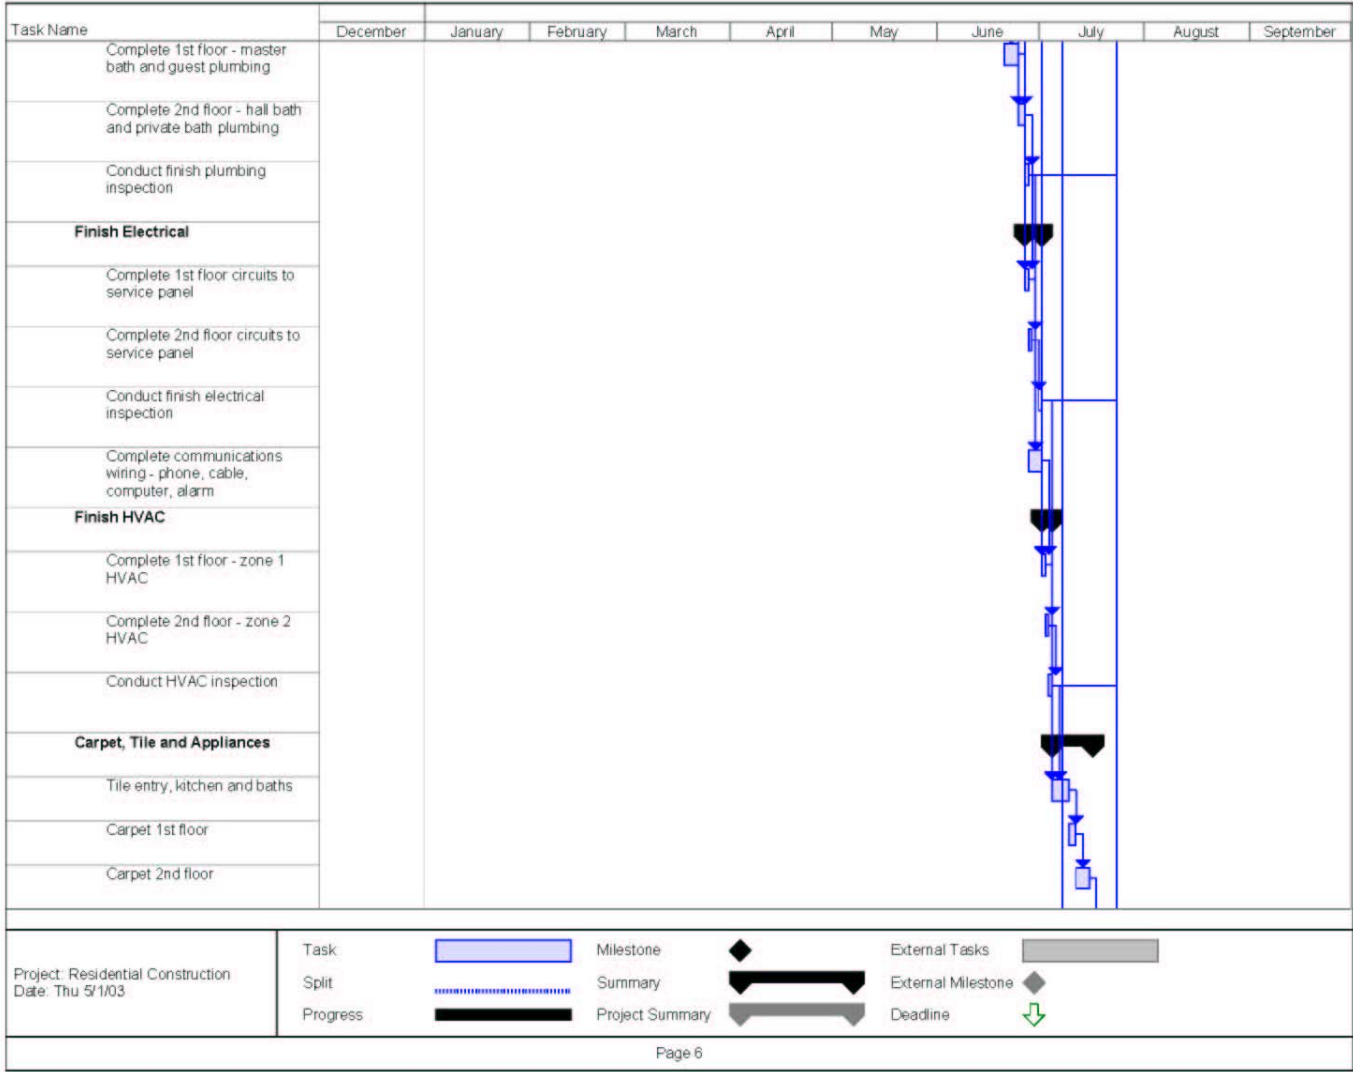 Task Name
December January February March April May June July August September
Complete 1st floor - master
bath and guest plumbing
Complete 2nd floor - hall bath
and private bath plumbing
Conduct finish plumbing
inspection
Finish Electrical
Complete 1st floor circuits to
service panel
Complete 2nd floor circuits to
service panel
Conduct finish electrical
inspection
Complete communications
wiring - phone, cable,
computer, alarm
Finish HVAC
Complete 1st floor - zone 1
HVAC
Complete 2nd floor - zone 2
HVAC
Conduct HVAC inspection
Carpet, Tile and Appliances
Tile entry, kitchen and baths
Carpet 1st floor
Carpet 2nd floor
Project: Residential Construction
Date: Thu 5/1/03
Task
Split
Progress
Milestone
Summary
Project Summary
External Tasks
External Milestone
Deadline
Page 6